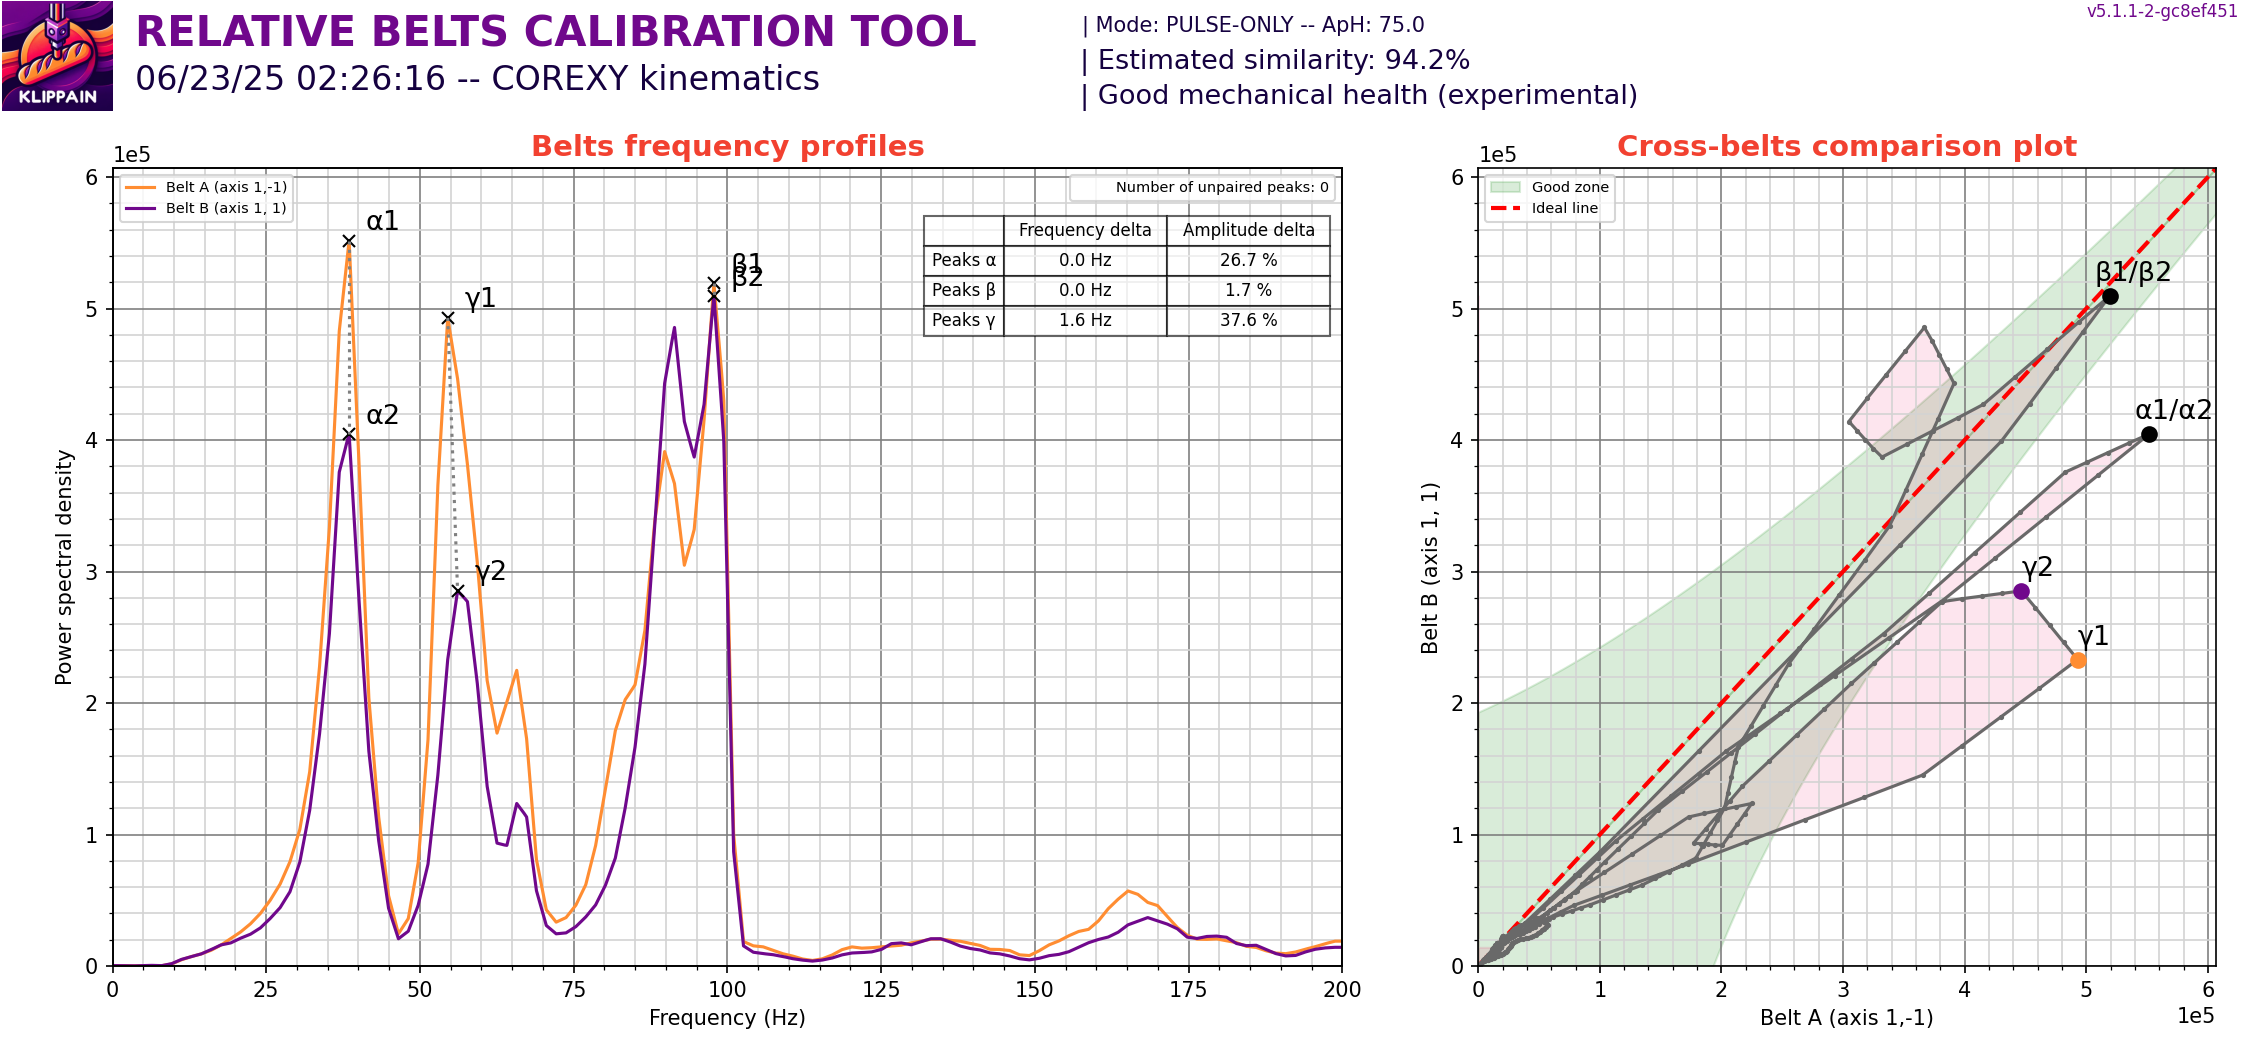 RELATIVE BELTS CALIBRATION TOOL
06/23/25 02:26:16 -- COREXY kinematics
KLIPPAIN
| Mode: PULSE-ONLY -- ApH: 75.0
| Estimated similarity: 94.2%
| Good mechanical health (experimental)
v5.1.1-2-gc8ef451
Belts frequency profiles
1e5
Belt A (axis 1,-1)
Belt B (axis 1, 1)
Number of unpaired peaks: 0
Frequency delta Amplitude delta
Peaks α 0.0 Hz 26.7 %
Peaks β 0.0 Hz 1.7 %
Peaks γ 1.6 Hz 37.6 %
α1
α2
γ1
γ2
β1
β2
6
5
4
3
2
1
0
Power spectral density
0 25 50 75 100 125 150 175 200
Frequency (Hz)
Cross-belts comparison plot
1e5
Good zone
Ideal line
β1/β2
α1/α2
γ2
γ1
6
5
4
3
2
1
0
Belt B (axis 1, 1)
0 1 2 3 4 5 6
1e5
Belt A (axis 1,-1)